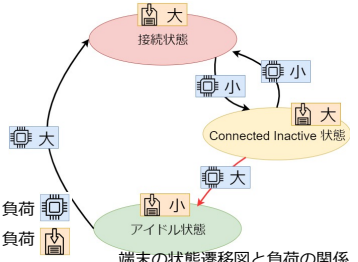 大
接続状態
小
小
大
Connected Inactive 状態
大
大
負荷
小
負荷
アイドル状態
端末の状態遷移図と負荷の関係